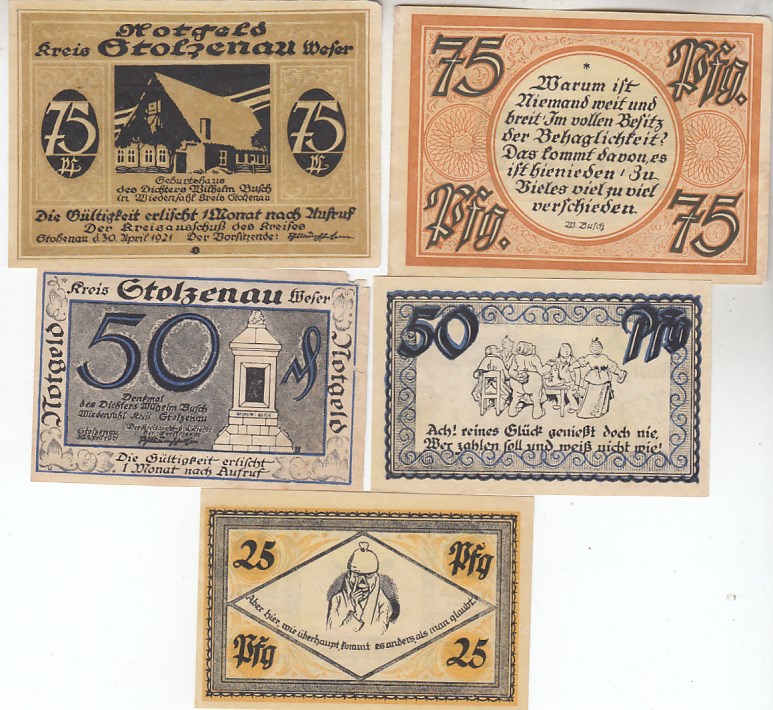 Notgeld
Kreis Stolzenau Weser
75 75
Pf. Pf.
Geburtshaus
des Dichters Wilhelm Busch
in Wiedensahl Kreis Stolzenau
Die Gültigkeit erlischt 1 Monat nach Aufruf
Der Kreisausschuß des Kreises
Stolzenau d 30. April 1921 Der Vorsitzende:
75 Pfg.
*
Warum ist
Niemand weit und
breit Im vollen Besitz
der Behaglichkeit?
Das kommt davon, es
ist hienieden! Zu
Vieles viel zu viel
verschieden.
W. Busch
Pfg. 75
Kreis Stolzenau Weser
Notgeld
50
Notgeld
Denkmal
des Dichters Wilhelm Busch
Wiedensahl Kreis Stolzenau
Stolzenau
WILHELM BUSCH
Die Gültigkeit erlischt
1 Monat nach Aufruf
50 Pfg
Ach! reines Glück genießt doch nie,
Wer zahlen soll und weiß nicht wie!
25 Pfg
Aber hier, wie überhaupt, kommt es anders, als man glaubt.
Pfg 25